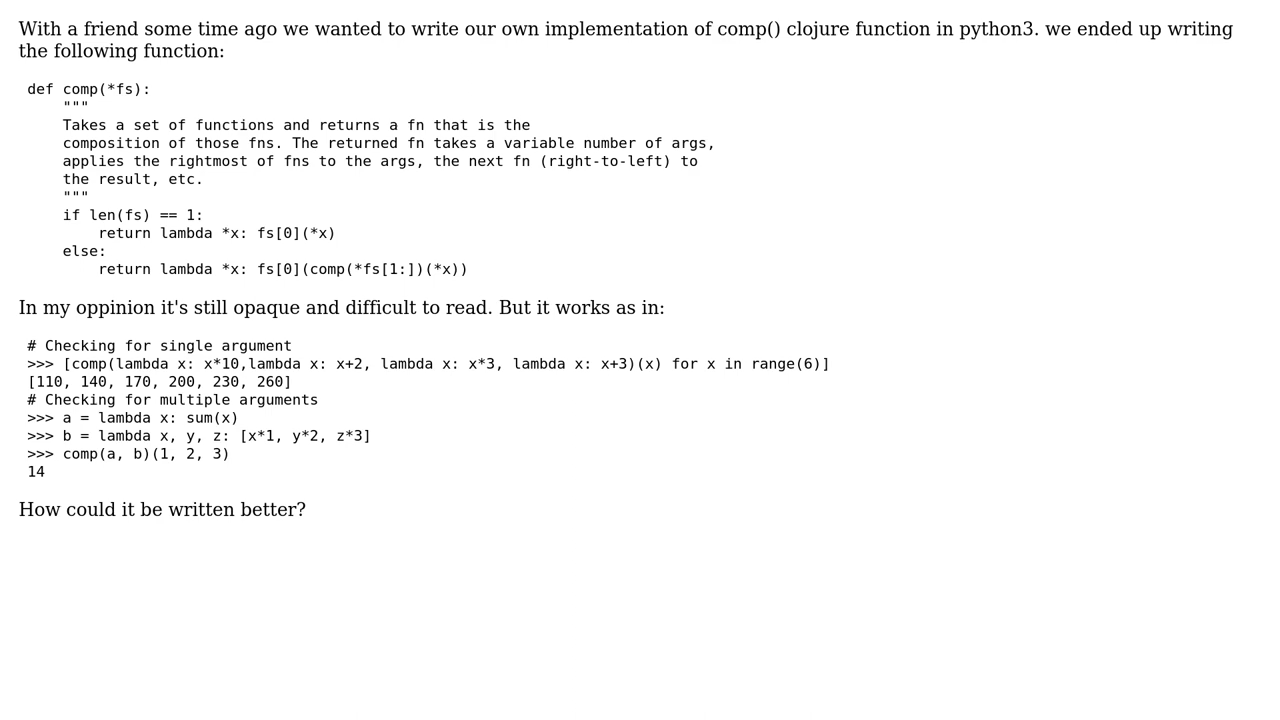 With a friend some time ago we wanted to write our own implementation of comp() clojure function in python3. we ended up writing
the following function:
def comp(*fs):
    """
    Takes a set of functions and returns a fn that is the
    composition of those fns. The returned fn takes a variable number of args,
    applies the rightmost of fns to the args, the next fn (right-to-left) to
    the result, etc.
    """
    if len(fs) == 1:
        return lambda *x: fs[0](*x)
    else:
        return lambda *x: fs[0](comp(*fs[1:])(*x))
In my oppinion it's still opaque and difficult to read. But it works as in:
# Checking for single argument
>>> [comp(lambda x: x*10,lambda x: x+2, lambda x: x*3, lambda x: x+3)(x) for x in range(6)]
[110, 140, 170, 200, 230, 260]
# Checking for multiple arguments
>>> a = lambda x: sum(x)
>>> b = lambda x, y, z: [x*1, y*2, z*3]
>>> comp(a, b)(1, 2, 3)
14
How could it be written better?